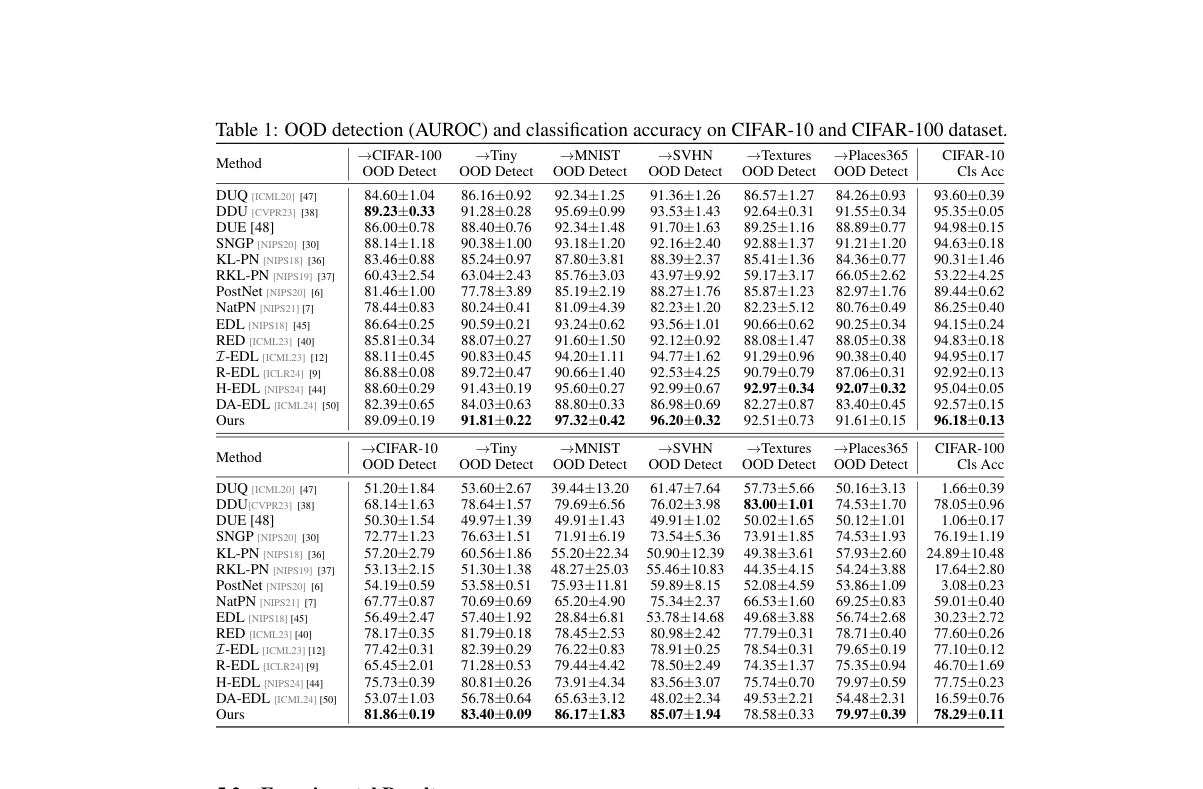 Table 1: OOD detection (AUROC) and classification accuracy on CIFAR-10 and CIFAR-100 dataset.
Method →CIFAR-100 →Tiny →MNIST →SVHN →Textures →Places365 CIFAR-10
OOD Detect OOD Detect OOD Detect OOD Detect OOD Detect OOD Detect Cls Acc
DUQ [ICML20] [47] 84.60±1.04 86.16±0.92 92.34±1.25 91.36±1.26 86.57±1.27 84.26±0.93 93.60±0.39
DDU [CVPR23] [38] 89.23±0.33 91.28±0.28 95.69±0.99 93.53±1.43 92.64±0.31 91.55±0.34 95.35±0.05
DUE [48] 86.00±0.78 88.40±0.76 92.34±1.48 91.70±1.63 89.25±1.16 88.89±0.77 94.98±0.15
SNGP [NIPS20] [30] 88.14±1.18 90.38±1.00 93.18±1.20 92.16±2.40 92.88±1.37 91.21±1.20 94.63±0.18
KL-PN [NIPS18] [36] 83.46±0.88 85.24±0.97 87.80±3.81 88.39±2.37 85.41±1.36 84.36±0.77 90.31±1.46
RKL-PN [NIPS19] [37] 60.43±2.54 63.04±2.43 85.76±3.03 43.97±9.92 59.17±3.17 66.05±2.62 53.22±4.25
PostNet [NIPS20] [6] 81.46±1.00 77.78±3.89 85.19±2.19 88.27±1.76 85.87±1.23 82.97±1.76 89.44±0.62
NatPN [NIPS21] [7] 78.44±0.83 80.24±0.41 81.09±4.39 82.23±1.20 82.23±5.12 80.76±0.49 86.25±0.40
EDL [NIPS18] [45] 86.64±0.25 90.59±0.21 93.24±0.62 93.56±1.01 90.66±0.62 90.25±0.34 94.15±0.24
RED [ICML23] [40] 85.81±0.34 88.07±0.27 91.60±1.50 92.12±0.92 88.08±1.47 88.05±0.38 94.83±0.18
ℐ-EDL [ICML23] [12] 88.11±0.45 90.83±0.45 94.20±1.11 94.77±1.62 91.29±0.96 90.38±0.40 94.95±0.17
R-EDL [ICLR24] [9] 86.88±0.08 89.72±0.47 90.66±1.40 92.53±4.25 90.79±0.79 87.06±0.31 92.92±0.13
H-EDL [NIPS24] [44] 88.60±0.29 91.43±0.19 95.60±0.27 92.99±0.67 92.97±0.34 92.07±0.32 95.04±0.05
DA-EDL [ICML24] [50] 82.39±0.65 84.03±0.63 88.80±0.33 86.98±0.69 82.27±0.87 83.40±0.45 92.57±0.15
Ours 89.09±0.19 91.81±0.22 97.32±0.42 96.20±0.32 92.51±0.73 91.61±0.15 96.18±0.13
Method →CIFAR-10 →Tiny →MNIST →SVHN →Textures →Places365 CIFAR-100
OOD Detect OOD Detect OOD Detect OOD Detect OOD Detect OOD Detect Cls Acc
DUQ [ICML20] [47] 51.20±1.84 53.60±2.67 39.44±13.20 61.47±7.64 57.73±5.66 50.16±3.13 1.66±0.39
DDU[CVPR23] [38] 68.14±1.63 78.64±1.57 79.69±6.56 76.02±3.98 83.00±1.01 74.53±1.70 78.05±0.96
DUE [48] 50.30±1.54 49.97±1.39 49.91±1.43 49.91±1.02 50.02±1.65 50.12±1.01 1.06±0.17
SNGP [NIPS20] [30] 72.77±1.23 76.63±1.51 71.91±6.19 73.54±5.36 73.91±1.85 74.53±1.93 76.19±1.19
KL-PN [NIPS18] [36] 57.20±2.79 60.56±1.86 55.20±22.34 50.90±12.39 49.38±3.61 57.93±2.60 24.89±10.48
RKL-PN [NIPS19] [37] 53.13±2.15 51.30±1.38 48.27±25.03 55.46±10.83 44.35±4.15 54.24±3.88 17.64±2.80
PostNet [NIPS20] [6] 54.19±0.59 53.58±0.51 75.93±11.81 59.89±8.15 52.08±4.59 53.86±1.09 3.08±0.23
NatPN [NIPS21] [7] 67.77±0.87 70.69±0.69 65.20±4.90 75.34±2.37 66.53±1.60 69.25±0.83 59.01±0.40
EDL [NIPS18] [45] 56.49±2.47 57.40±1.92 28.84±6.81 53.78±14.68 49.68±3.88 56.74±2.68 30.23±2.72
RED [ICML23] [40] 78.17±0.35 81.79±0.18 78.45±2.53 80.98±2.42 77.79±0.31 78.71±0.40 77.60±0.26
ℐ-EDL [ICML23] [12] 77.42±0.31 82.39±0.29 76.22±0.83 78.91±0.25 78.54±0.31 79.65±0.19 77.10±0.12
R-EDL [ICLR24] [9] 65.45±2.01 71.28±0.53 79.44±4.42 78.50±2.49 74.35±1.37 75.35±0.94 46.70±1.69
H-EDL [NIPS24] [44] 75.73±0.39 80.81±0.26 73.91±4.34 83.56±3.07 75.74±0.70 79.97±0.59 77.75±0.23
DA-EDL [ICML24] [50] 53.07±1.03 56.78±0.64 65.63±3.12 48.02±2.34 49.53±2.21 54.48±2.31 16.59±0.76
Ours 81.86±0.19 83.40±0.09 86.17±1.83 85.07±1.94 78.58±0.33 79.97±0.39 78.29±0.11